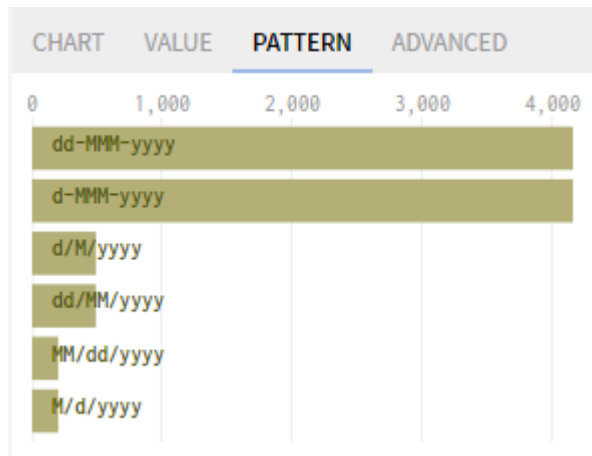 CHART VALUE PATTERN ADVANCED
0 1,000 2,000 3,000 4,000
dd-MMM-yyyy
d-MMM-yyyy
d/M/yyyy
dd/MM/yyyy
MM/dd/yyyy
M/d/yyyy